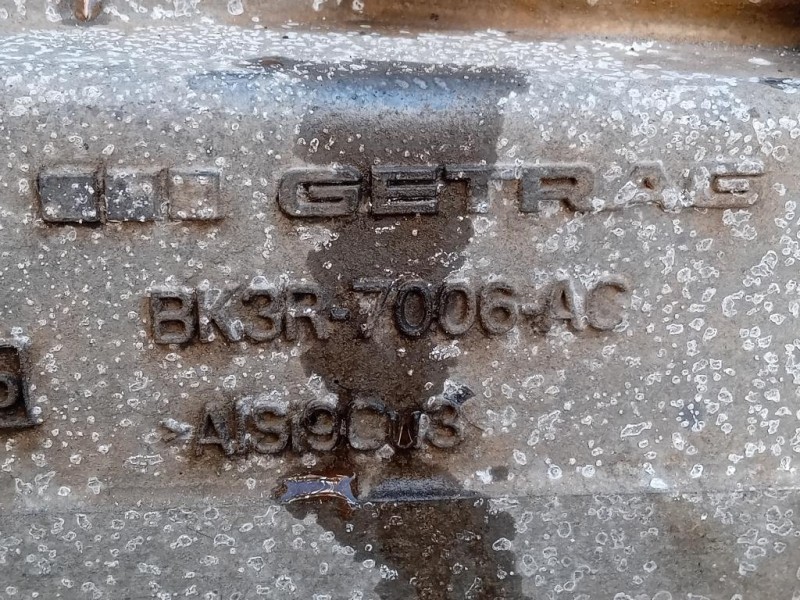 GETRAG
BK3R-7006-AC
>AlSi9Cu3<